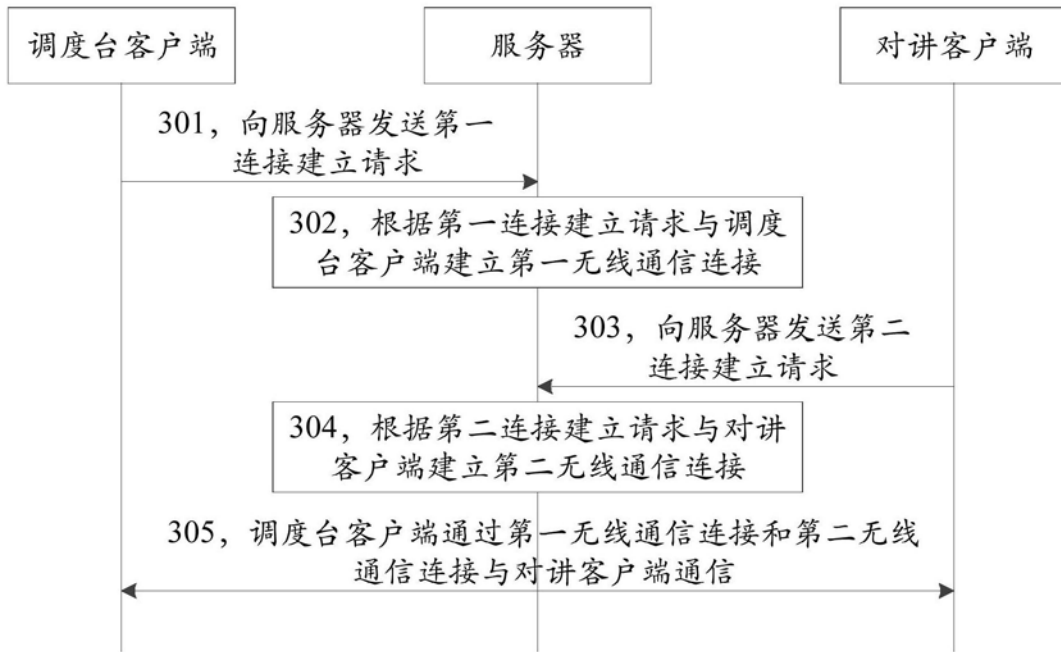 调度台客户端
服务器
对讲客户端
301，向服务器发送第一
连接建立请求
302，根据第一连接建立请求与调度
台客户端建立第一无线通信连接
303，向服务器发送第二
连接建立请求
304，根据第二连接建立请求与对讲
客户端建立第二无线通信连接
305，调度台客户端通过第一无线通信连接和第二无线
通信连接与对讲客户端通信